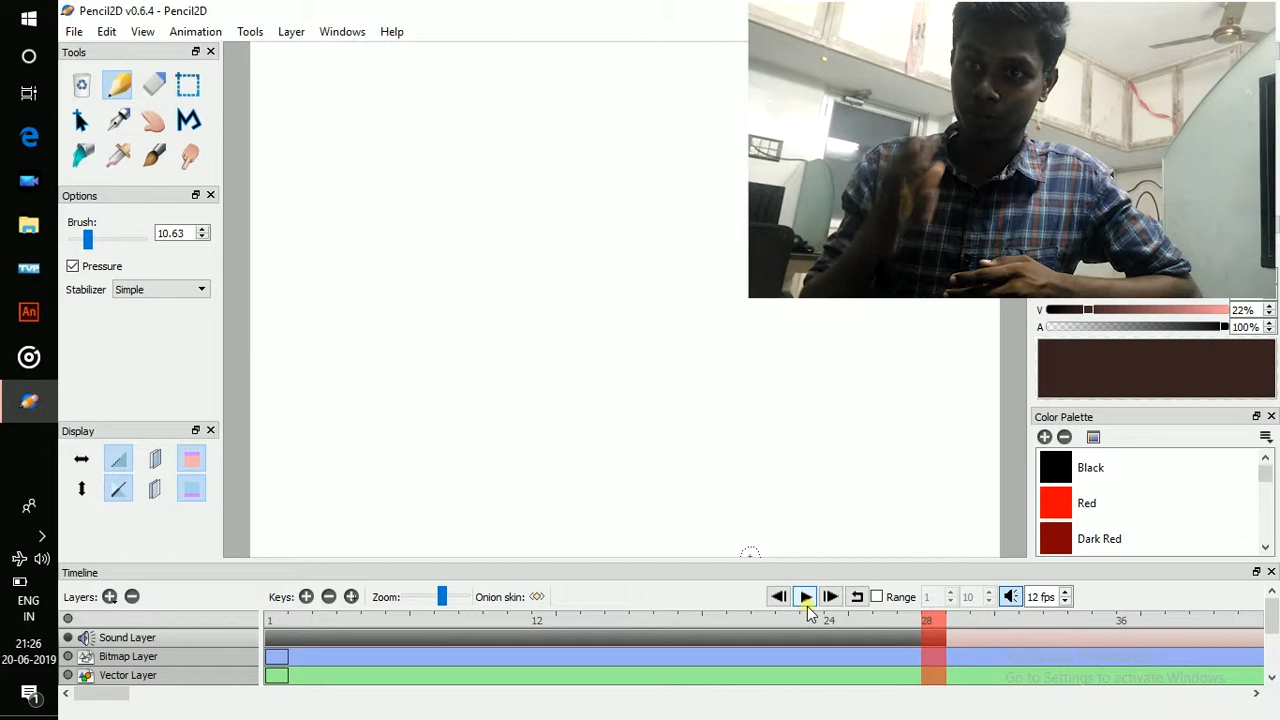 Pencil2D v0.6.4 - Pencil2D
File Edit View Animation Tools Layer Windows Help
Tools
Options
Brush:
10.63
Pressure
Stabilizer Simple
V 22%
A 100%
Color Palette
Black
Red
Dark Red
Display
TVP
An
Timeline
Layers: Keys: Zoom: Onion skin: Range 1 10 12 fps
1 12 24 28 36
Sound Layer
Bitmap Layer
Vector Layer
Go to Settings to activate Windows.
ENG
IN
21:26
20-06-2019
1